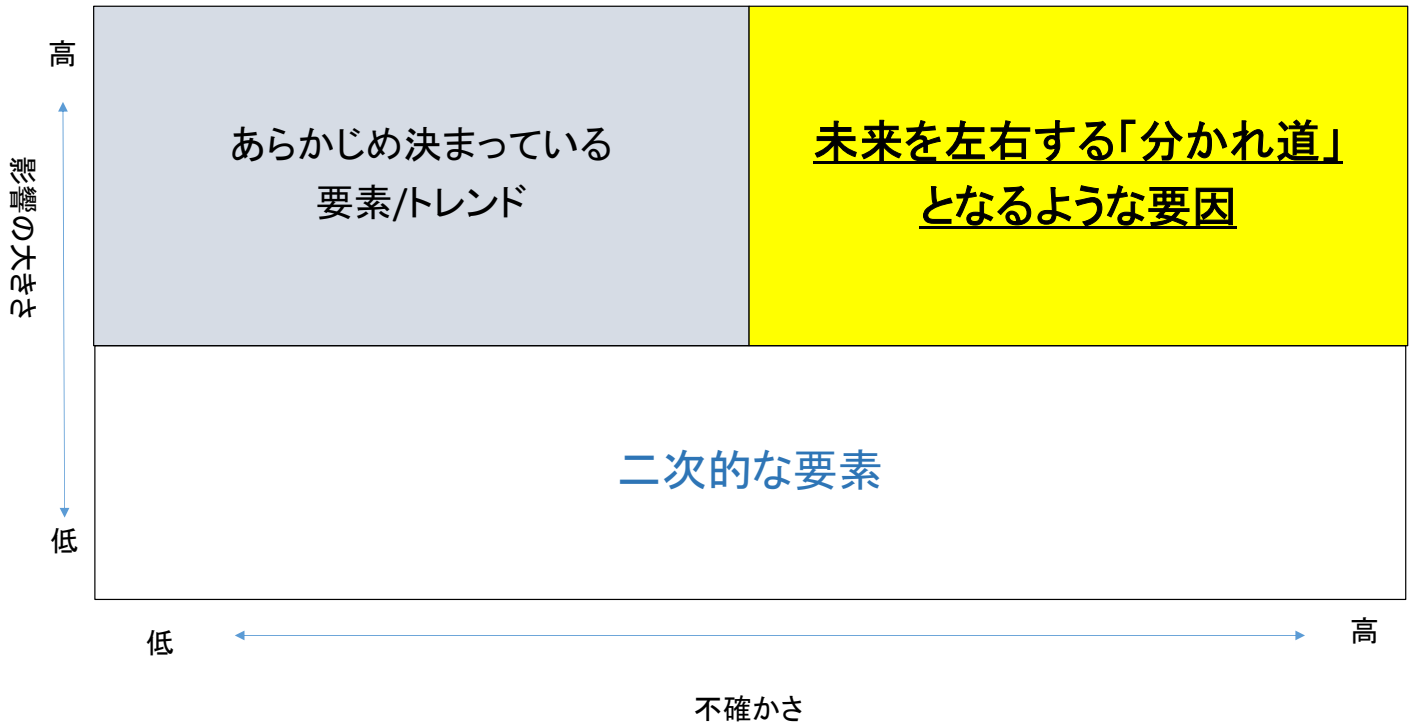 高
影響の大きさ
低
あらかじめ決まっている
要素/トレンド
未来を左右する「分かれ道」
となるような要因
二次的な要素
低
高
不確かさ